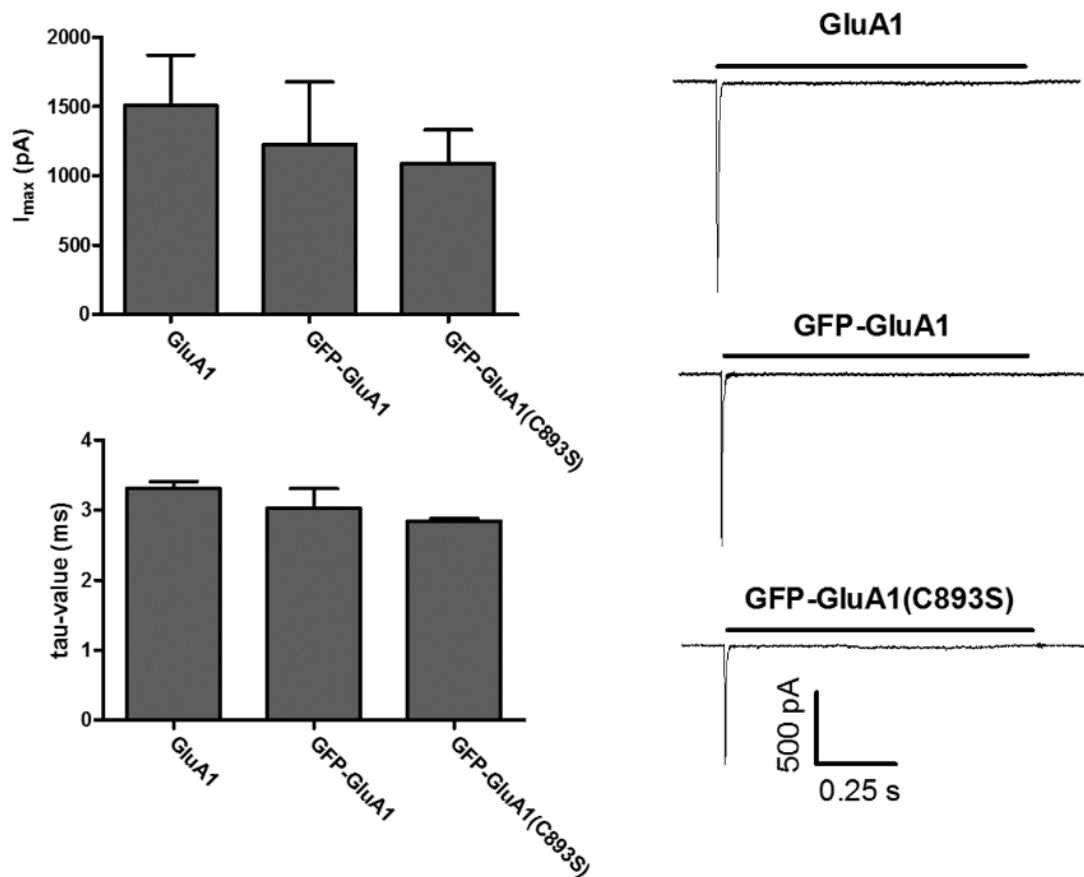 2000
1500
1000
500
0
I_max (pA)
GluA1
GFP-GluA1
GFP-GluA1(C893S)
4
3
2
1
0
tau-value (ms)
GluA1
GFP-GluA1
GFP-GluA1(C893S)
GluA1
GFP-GluA1
GFP-GluA1(C893S)
500 pA
0.25 s